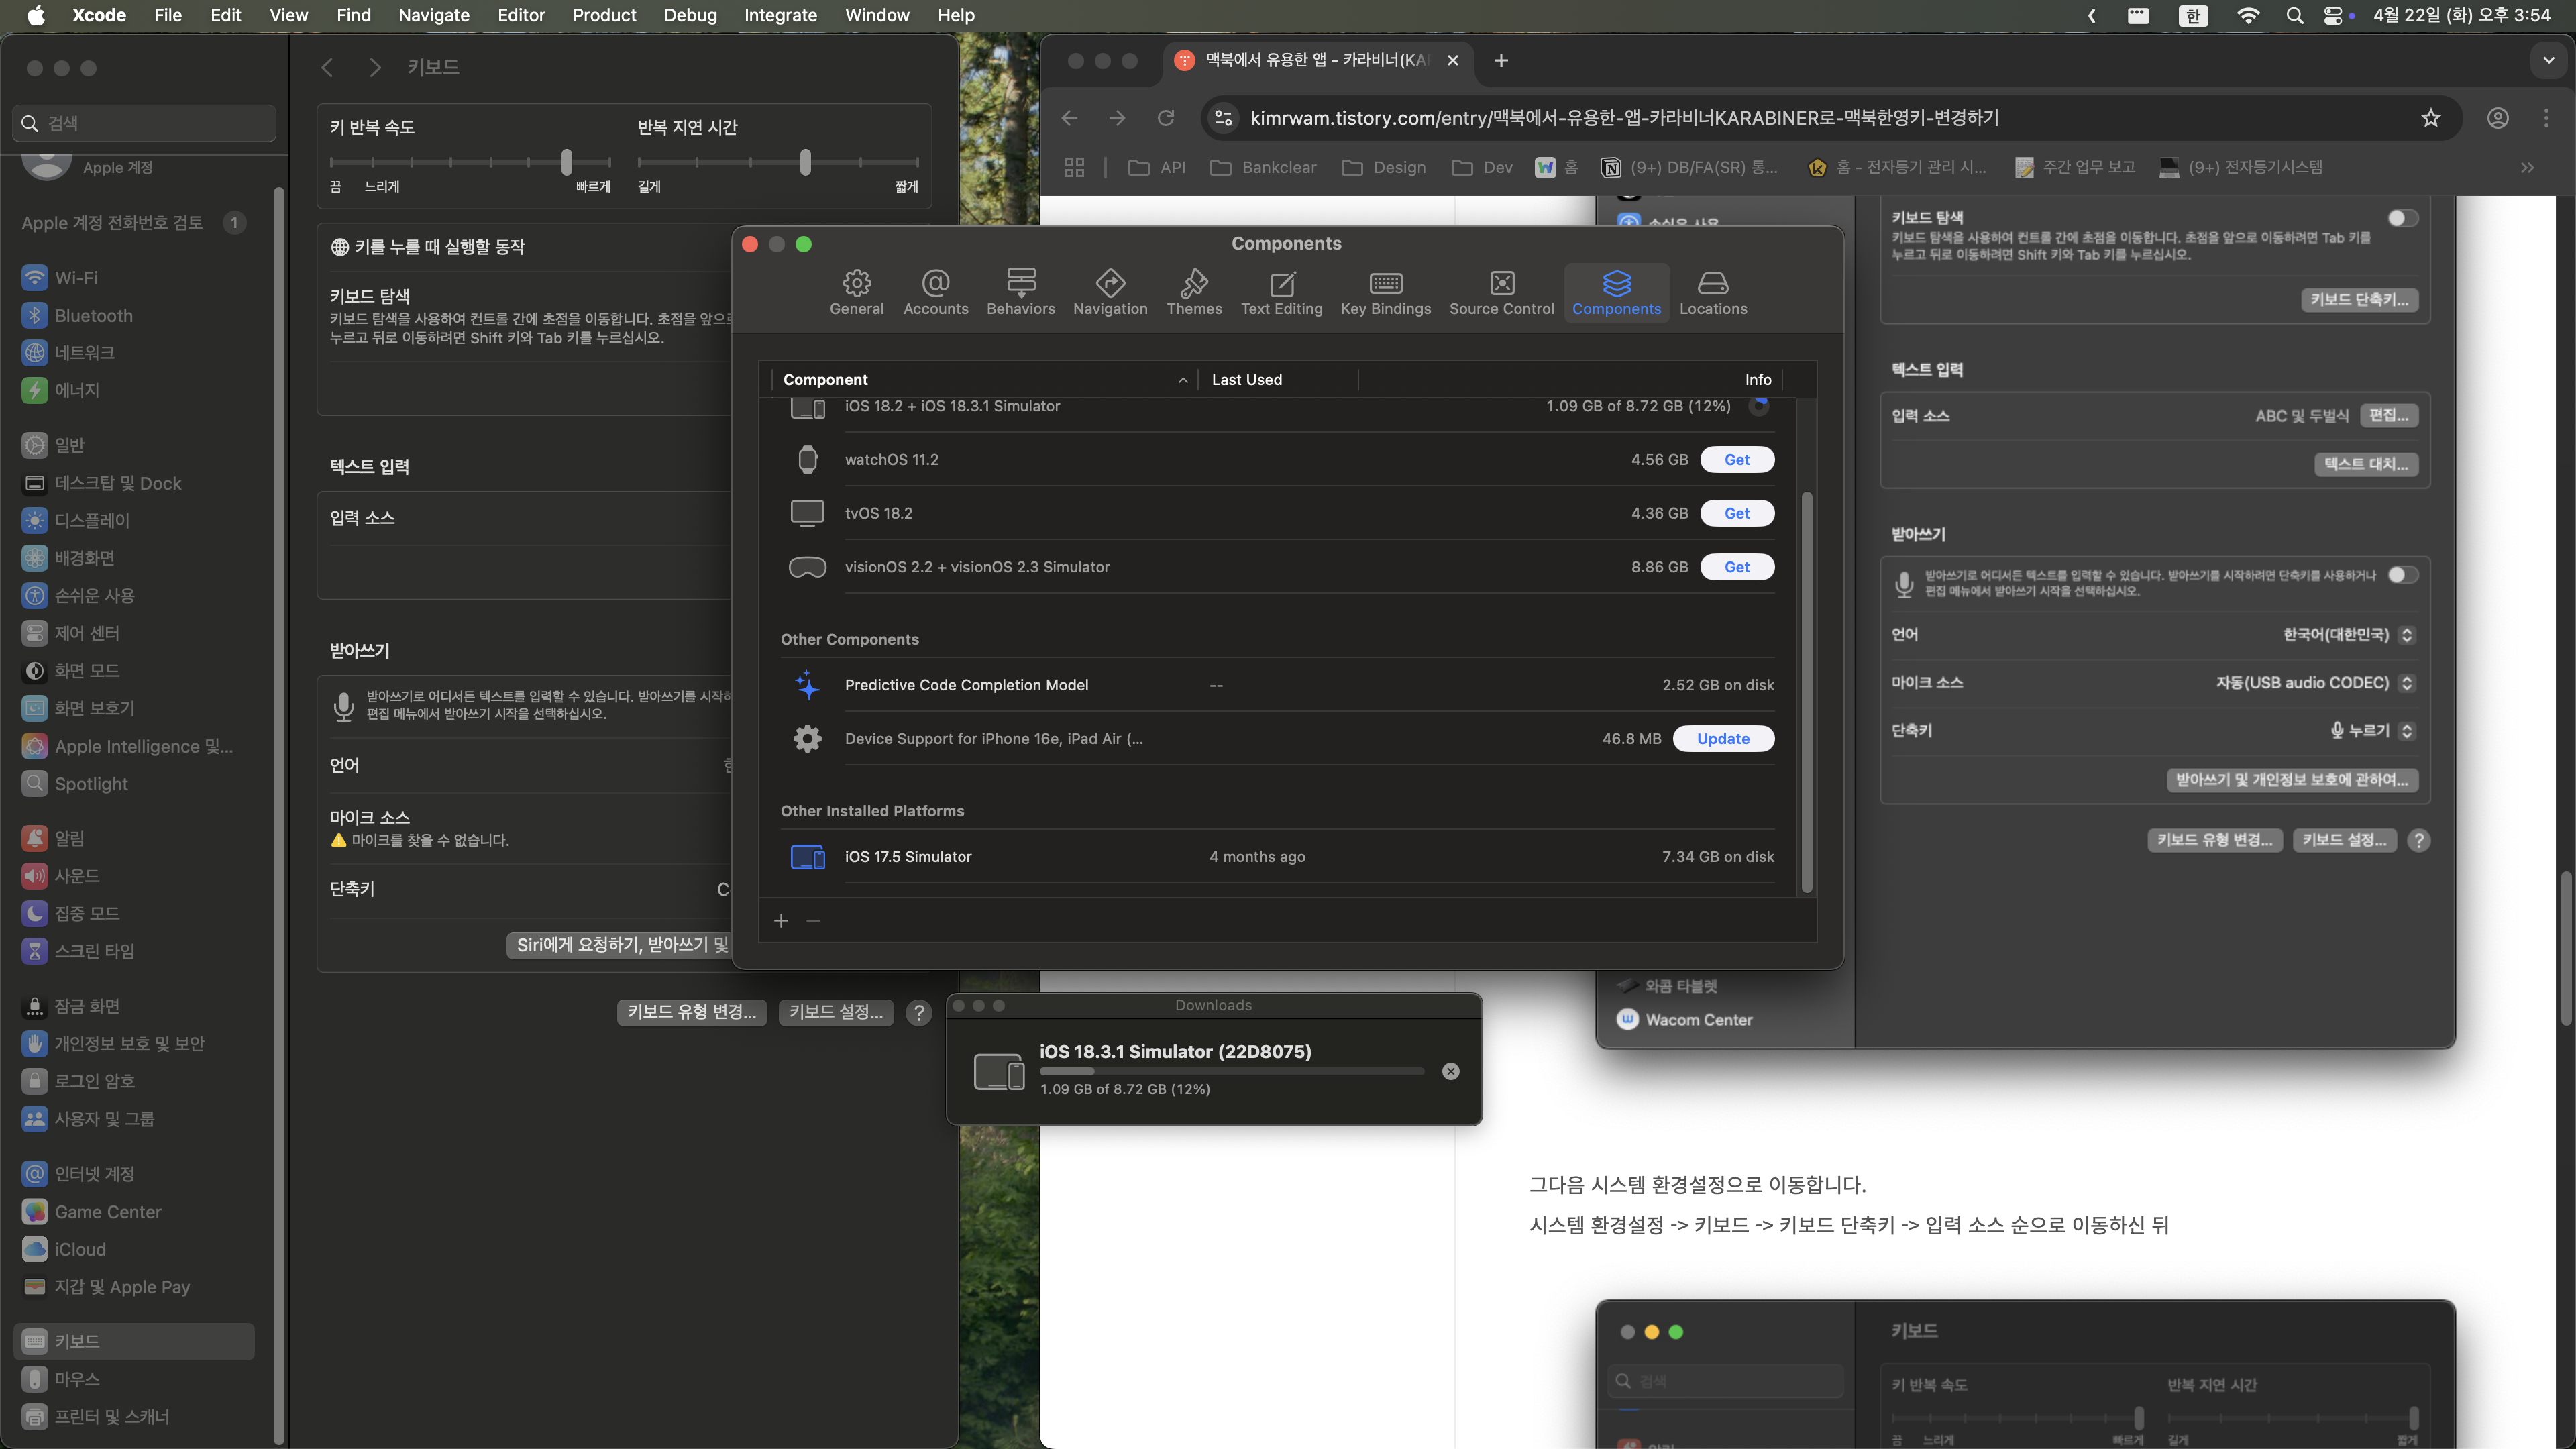 Xcode File Edit View Find Navigate Editor Product Debug Integrate Window Help
한 4월 22일 (화) 오후 3:54
검색
Apple 계정
Apple 계정 전화번호 검토 1
Wi-Fi
Bluetooth
네트워크
에너지
일반
데스크탑 및 Dock
디스플레이
배경화면
손쉬운 사용
제어 센터
화면 모드
화면 보호기
Apple Intelligence 및...
Spotlight
알림
사운드
집중 모드
스크린 타임
잠금 화면
개인정보 보호 및 보안
로그인 암호
사용자 및 그룹
인터넷 계정
Game Center
iCloud
지갑 및 Apple Pay
키보드
마우스
프린터 및 스캐너
키보드
키 반복 속도 반복 지연 시간
끔 느리게 빠르게 길게 짧게
키를 누를 때 실행할 동작
키보드 탐색
키보드 탐색을 사용하여 컨트롤 간에 초점을 이동합니다. 초점을 앞으로
누르고 뒤로 이동하려면 Shift 키와 Tab 키를 누르십시오.
텍스트 입력
입력 소스
받아쓰기
받아쓰기로 어디서든 텍스트를 입력할 수 있습니다. 받아쓰기를 시작하
편집 메뉴에서 받아쓰기 시작을 선택하십시오.
언어
마이크 소스
마이크를 찾을 수 없습니다.
단축키 C
Siri에게 요청하기, 받아쓰기 및
키보드 유형 변경... 키보드 설정... ?
Components
General Accounts Behaviors Navigation Themes Text Editing Key Bindings Source Control Components Locations
Component Last Used Info
iOS 18.2 + iOS 18.3.1 Simulator 1.09 GB of 8.72 GB (12%)
watchOS 11.2 4.56 GB Get
tvOS 18.2 4.36 GB Get
visionOS 2.2 + visionOS 2.3 Simulator 8.86 GB Get
Other Components
Predictive Code Completion Model -- 2.52 GB on disk
Device Support for iPhone 16e, iPad Air (... 46.8 MB Update
Other Installed Platforms
iOS 17.5 Simulator 4 months ago 7.34 GB on disk
Downloads
iOS 18.3.1 Simulator (22D8075)
1.09 GB of 8.72 GB (12%)
맥북에서 유용한 앱 - 카라비너(KA
kimrwam.tistory.com/entry/맥북에서-유용한-앱-카라비너KARABINER로-맥북한영키-변경하기
API Bankclear Design Dev 홈 (9+) DB/FA(SR) 통... 홈 - 전자등기 관리 시... 주간 업무 보고 (9+) 전자등기시스템
손쉬운 사용
키보드 탐색
키보드 탐색을 사용하여 컨트롤 간에 초점을 이동합니다. 초점을 앞으로 이동하려면 Tab 키를
누르고 뒤로 이동하려면 Shift 키와 Tab 키를 누르십시오.
키보드 단축키...
텍스트 입력
입력 소스 ABC 및 두벌식 편집...
텍스트 대치...
받아쓰기
받아쓰기로 어디서든 텍스트를 입력할 수 있습니다. 받아쓰기를 시작하려면 단축키를 사용하거나
편집 메뉴에서 받아쓰기 시작을 선택하십시오.
언어 한국어(대한민국)
마이크 소스 자동(USB audio CODEC)
단축키 누르기
받아쓰기 및 개인정보 보호에 관하여...
키보드 유형 변경... 키보드 설정... ?
와콤 타블렛
Wacom Center
그다음 시스템 환경설정으로 이동합니다.
시스템 환경설정 -> 키보드 -> 키보드 단축키 -> 입력 소스 순으로 이동하신 뒤
키보드
검색
키 반복 속도 반복 지연 시간
끔 느리게 빠르게 길게 짧게